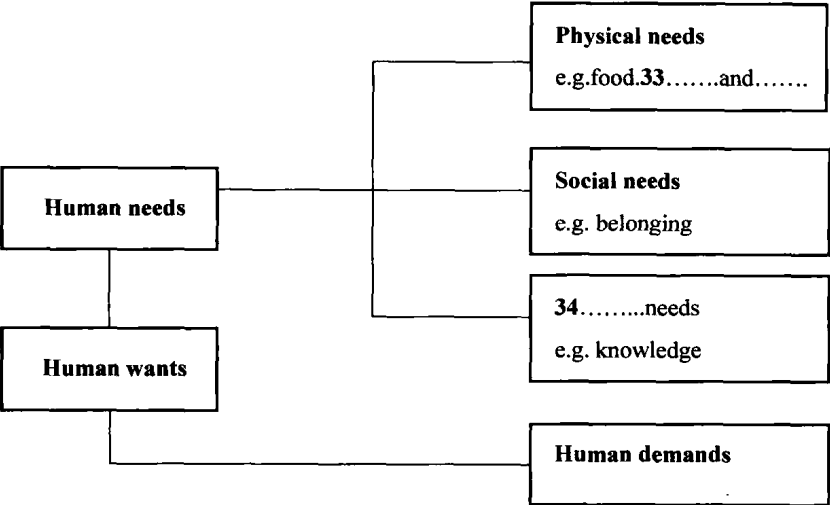 Physical needs
e.g.food.33.......and.......
Human needs
Social needs
e.g. belonging
34.........needs
e.g. knowledge
Human wants
Human demands